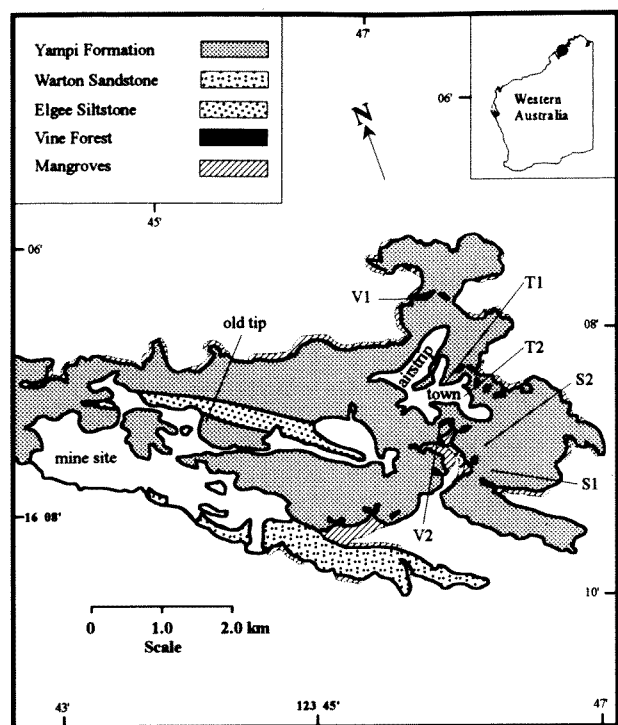 47'
Yampi Formation
Warton Sandstone
Elgee Siltstone
Vine Forest
Mangroves
N
06'
Western
Australia
45'
06'
V1
T1
08'
old tip
airstrip
town
T2
S2
mine site
S1
16 08'
V2
10'
0 1.0 2.0 km
Scale
43'
123 45'
47'